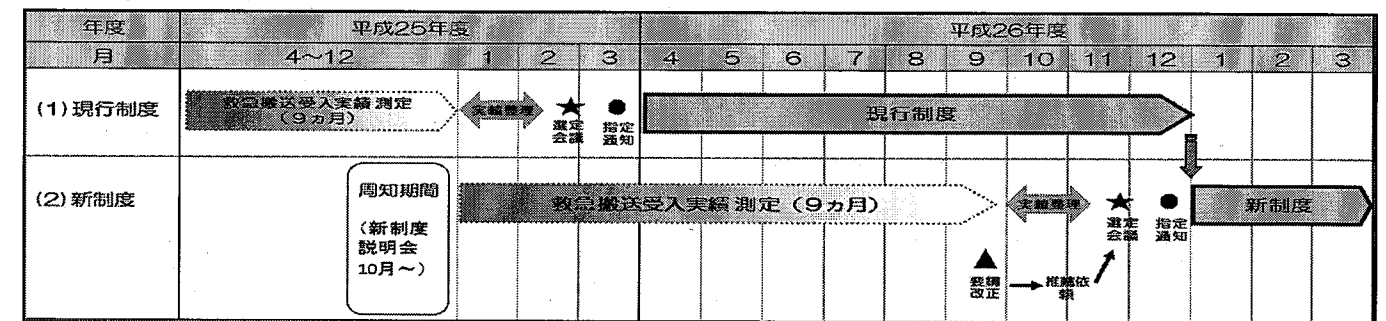 年度 平成25年度 平成26年度
月 4～12 1 2 3 4 5 6 7 8 9 10 11 12 1 2 3
(1)現行制度
救急搬送受入実績 測定
(9ヵ月)
実績整理
★
選定
会議
●
指定
通知
現行制度
(2)新制度
周知期間
(新制度
説明会
10月～)
救急搬送受入実績 測定 (9ヵ月)
実績整理
★
選定
会議
●
指定
通知
新制度
▲
要綱
改正
推薦依
頼